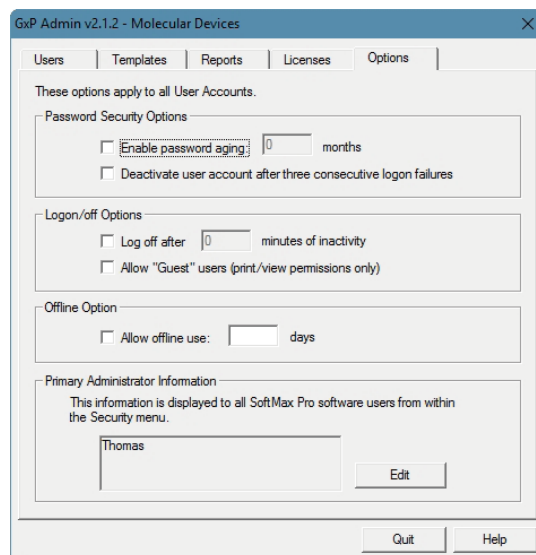 GxP Admin v2.1.2 - Molecular Devices
Users Templates Reports Licenses Options
These options apply to all User Accounts.
Password Security Options
Enable password aging: 0 months
Deactivate user account after three consecutive logon failures
Logon/off Options
Log off after 0 minutes of inactivity
Allow "Guest" users (print/view permissions only)
Offline Option
Allow offline use: days
Primary Administrator Information
This information is displayed to all SoftMax Pro software users from within
the Security menu.
Thomas
Edit
Quit Help